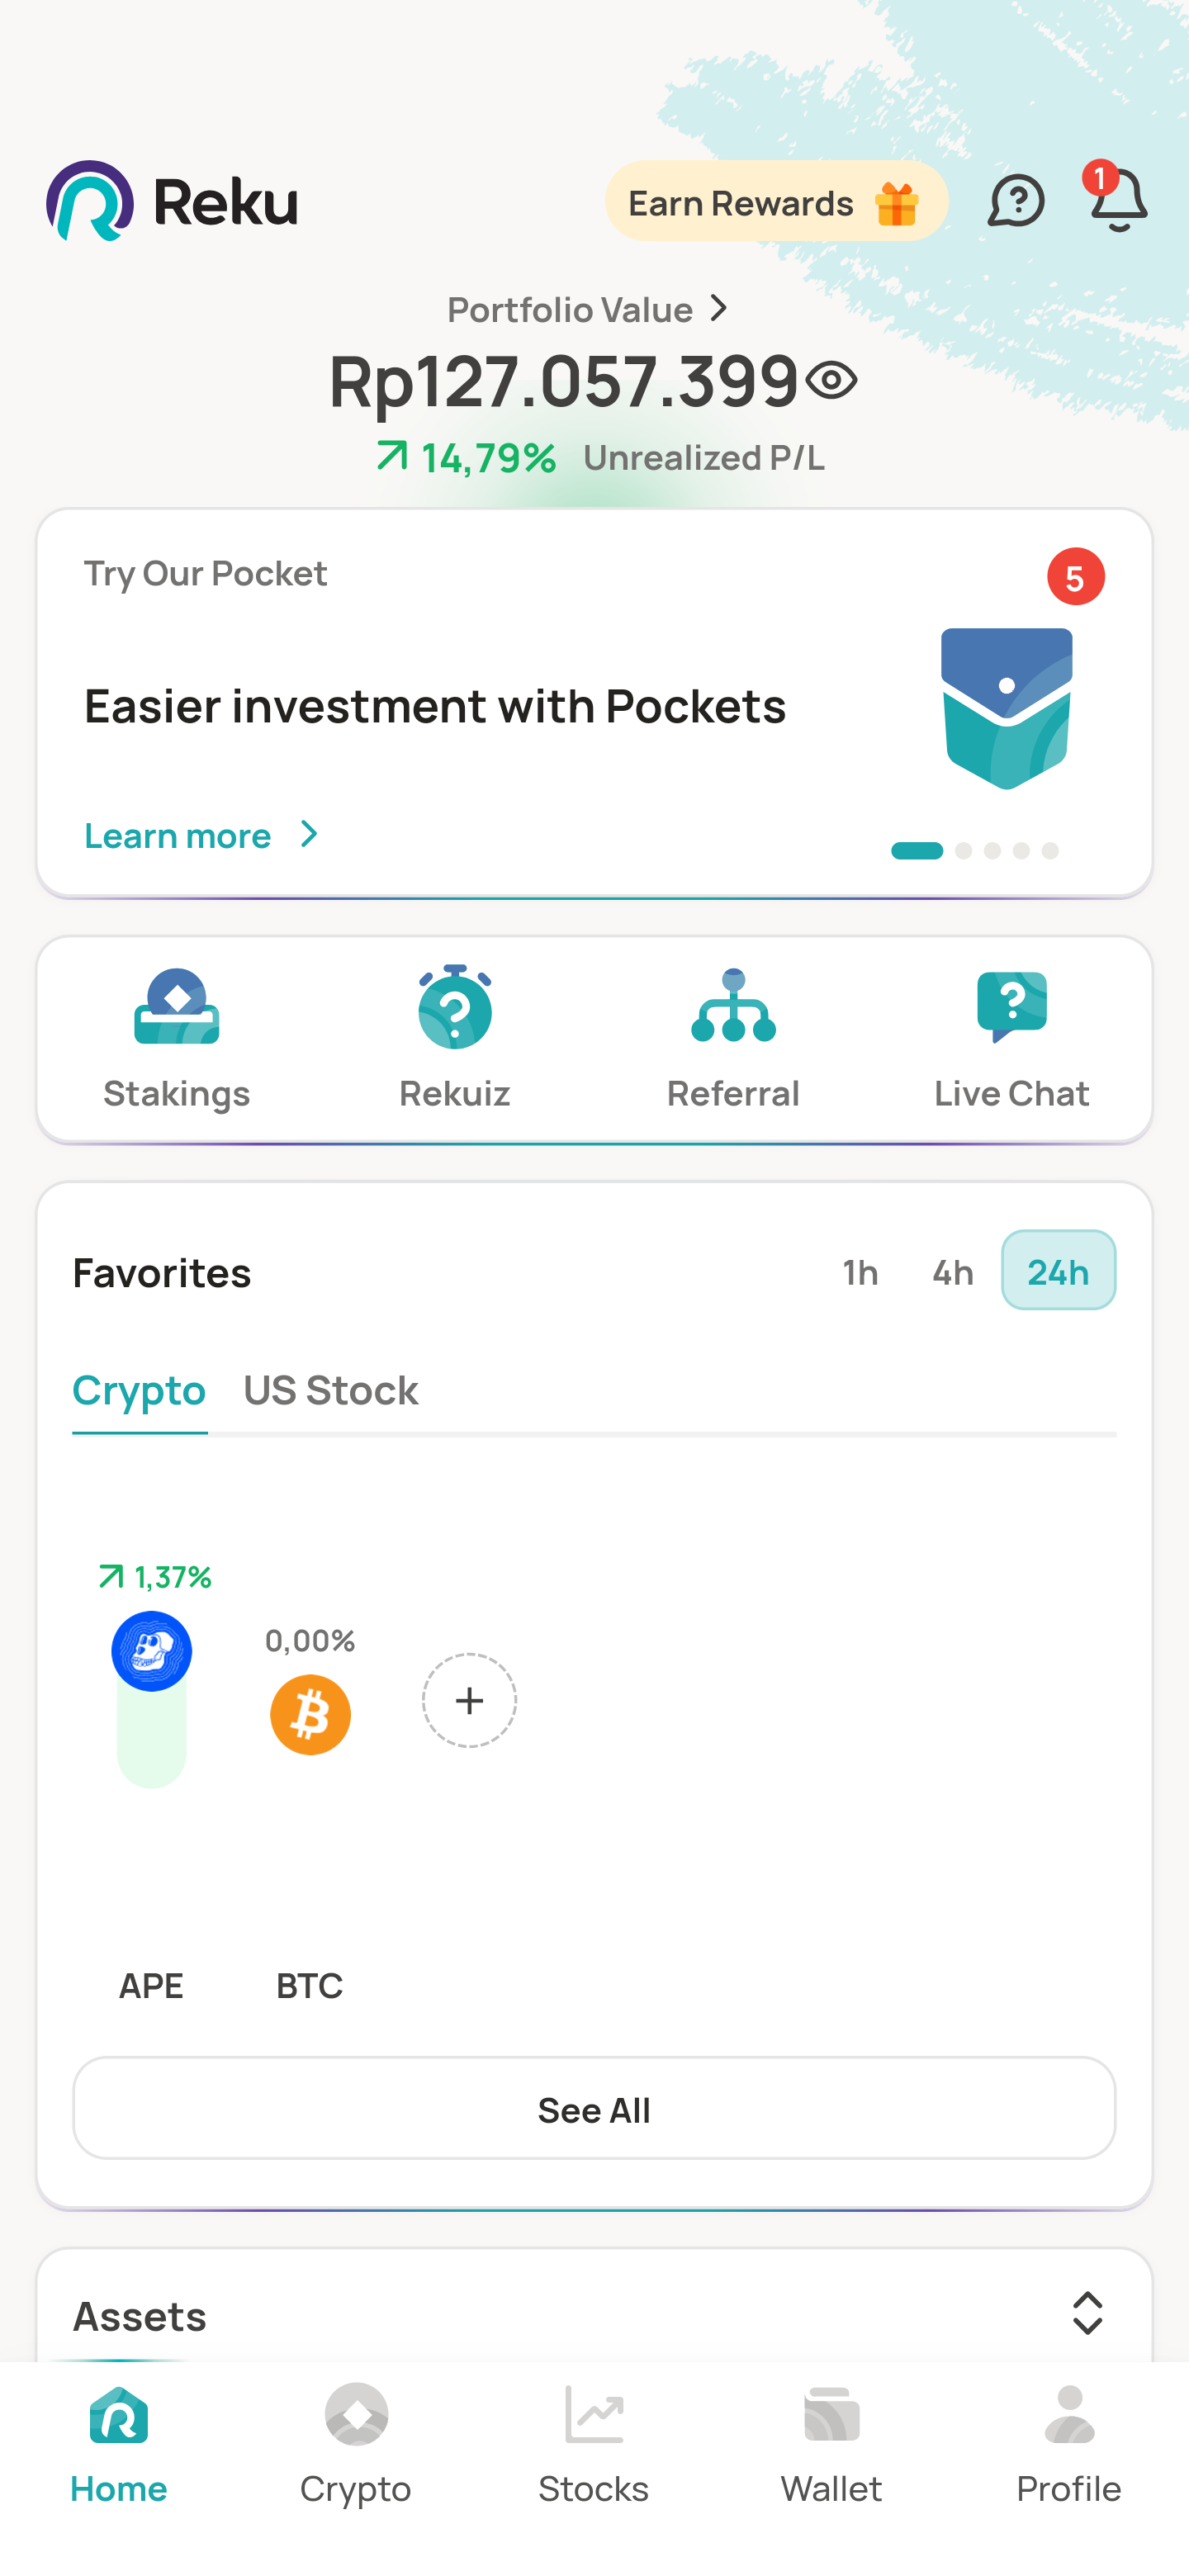 Reku
Earn Rewards
1
Portfolio Value
Rp127.057.399
14,79% Unrealized P/L
Try Our Pocket
5
Easier investment with Pockets
Learn more
Stakings
Rekuiz
Referral
Live Chat
Favorites
1h
4h
24h
Crypto
US Stock
1,37%
0,00%
APE
BTC
See All
Assets
Home
Crypto
Stocks
Wallet
Profile